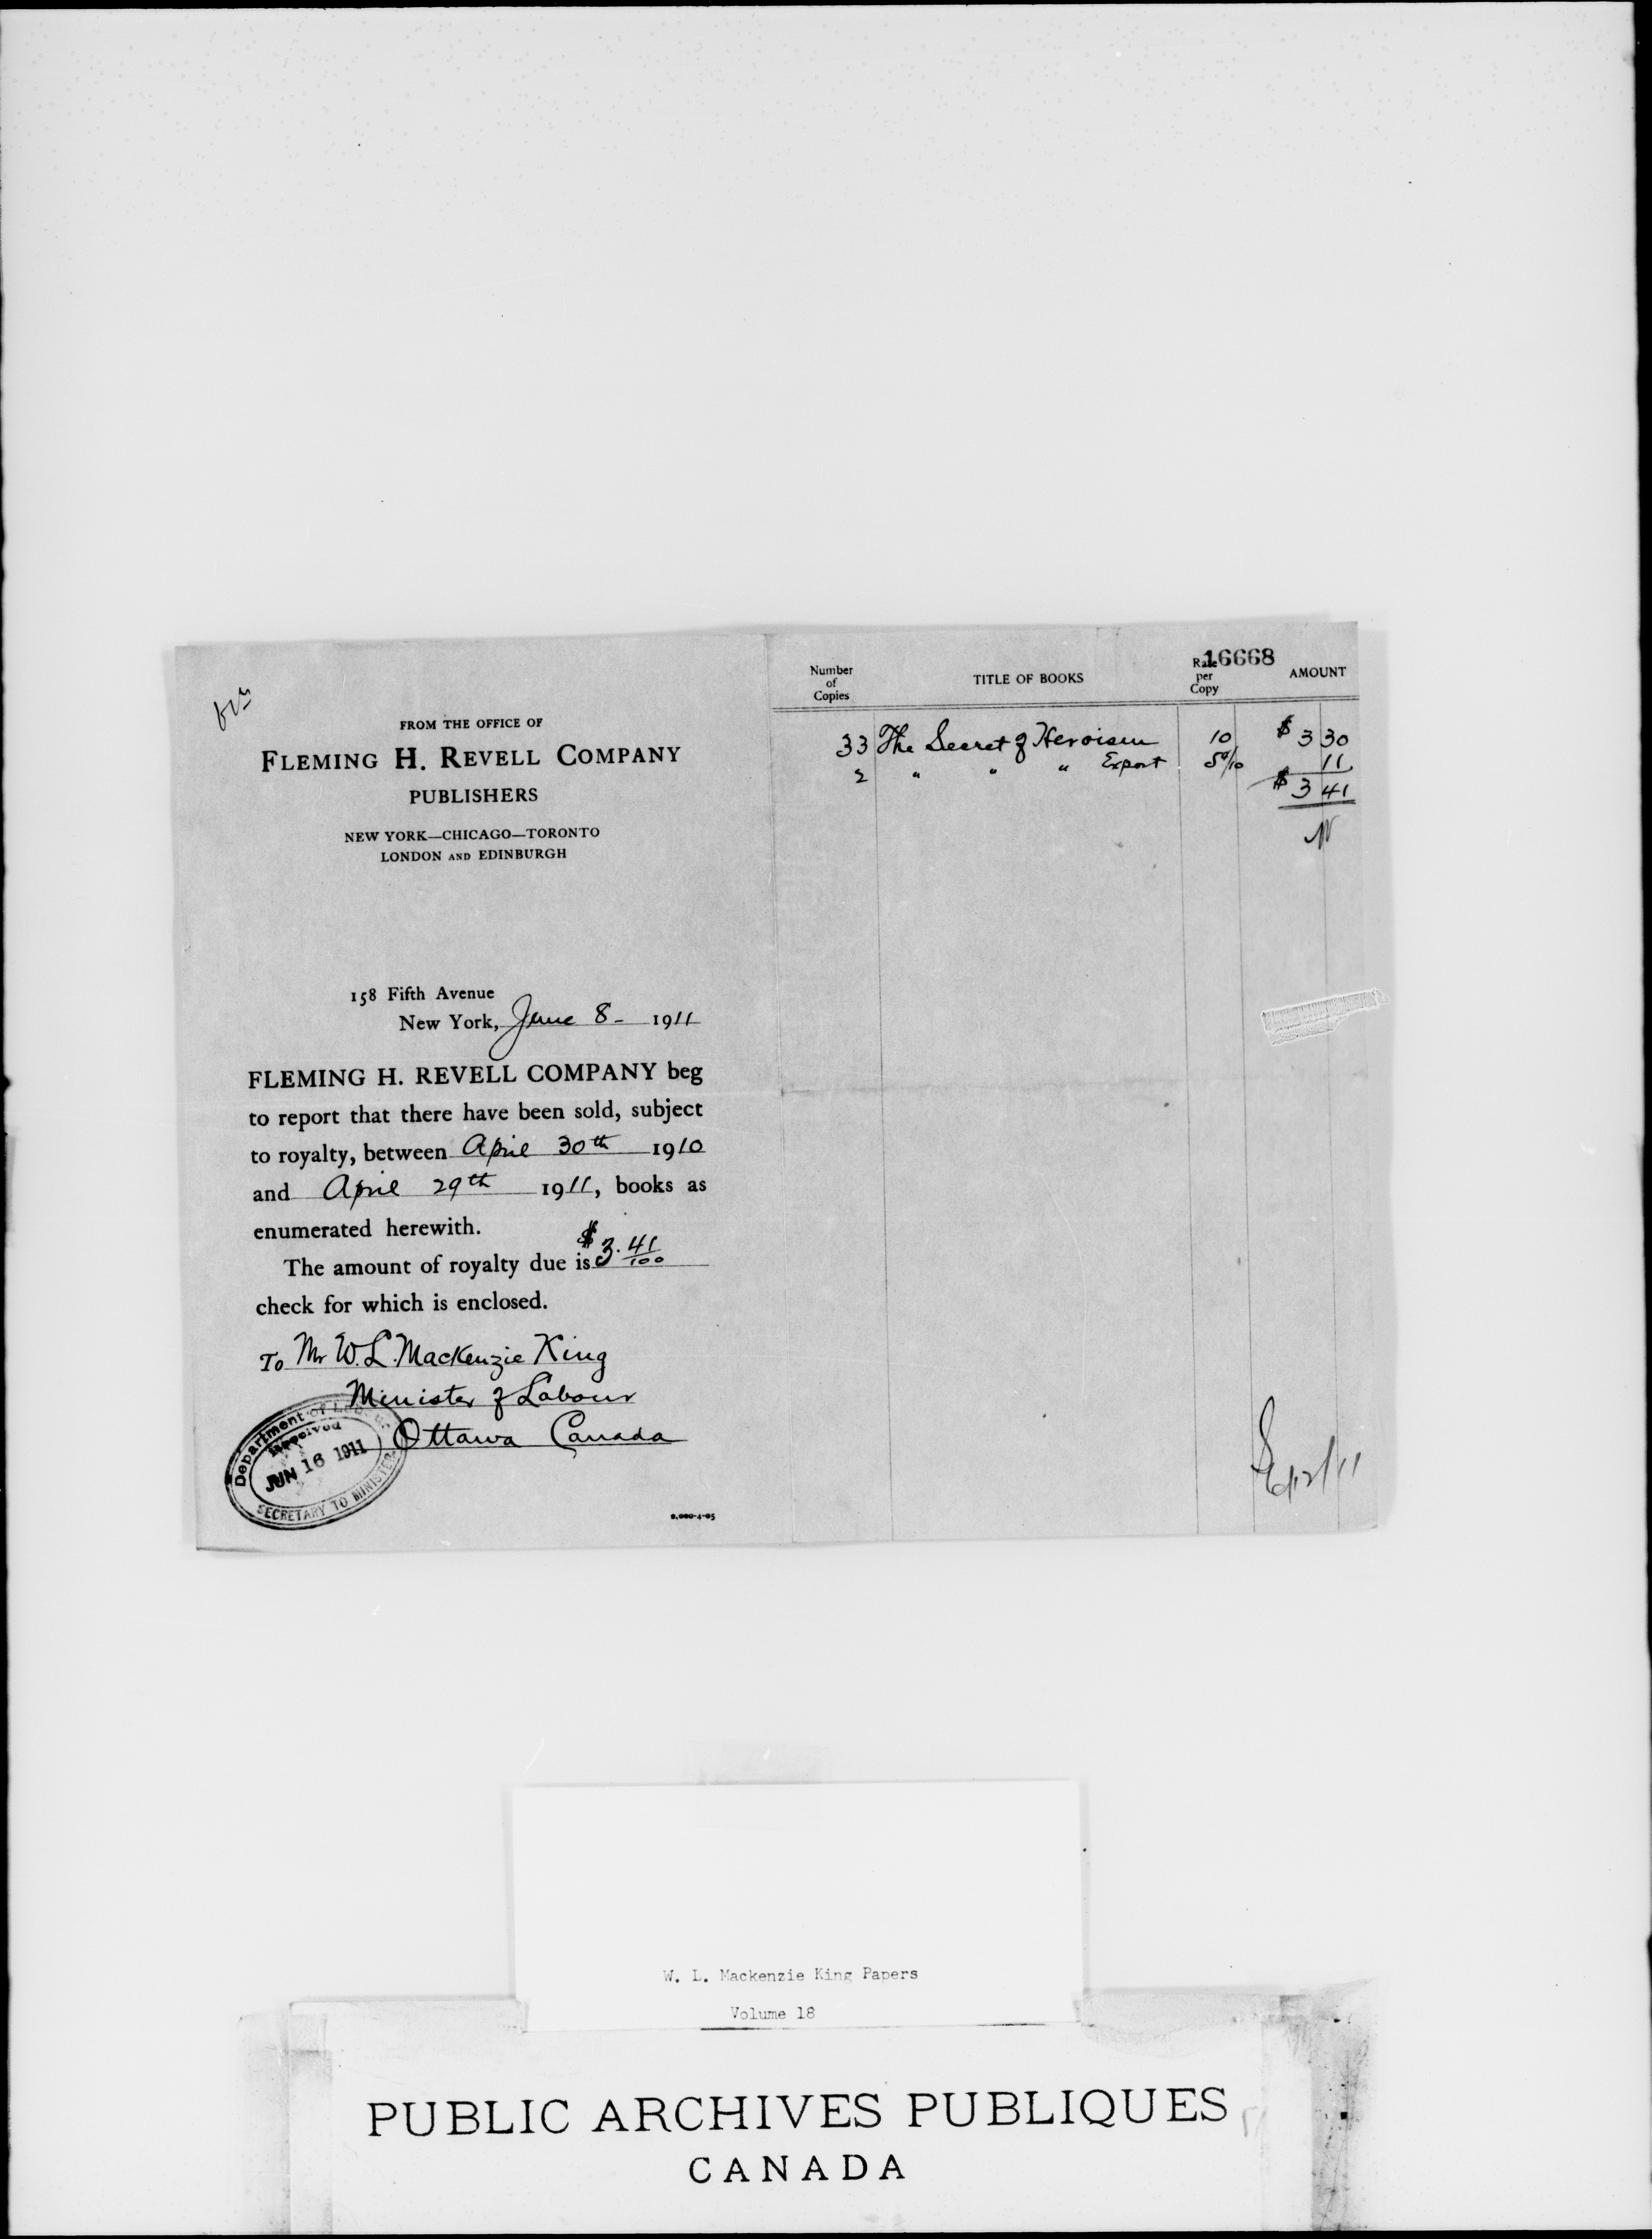 FROM THE OFFICE OF
FLEMING H. REVELL COMPANY
PUBLISHERS
NEW YORK—CHICAGO—TORONTO
LONDON AND EDINBURGH
158 Fifth Avenue
New York, June 8- 1911
FLEMING H. REVELL COMPANY beg
to report that there have been sold, subject
to royalty, between April 30th 1910
and April 29th 1911, books as
enumerated herewith.
The amount of royalty due is $3.41/100
check for which is enclosed.
To Mr W. L. MacKenzie King
Minister of Labour
Ottawa Canada
Department of Labour
Received
JUN 16 1911
SECRETARY TO MINISTER
16668
Number of Copies TITLE OF BOOKS Rate per Copy AMOUNT
33 The Secret of Heroism 10 $3 30
2 " " " Export 11
$3 41
W. L. Mackenzie King Papers
Volume 18
PUBLIC ARCHIVES PUBLIQUES
CANADA